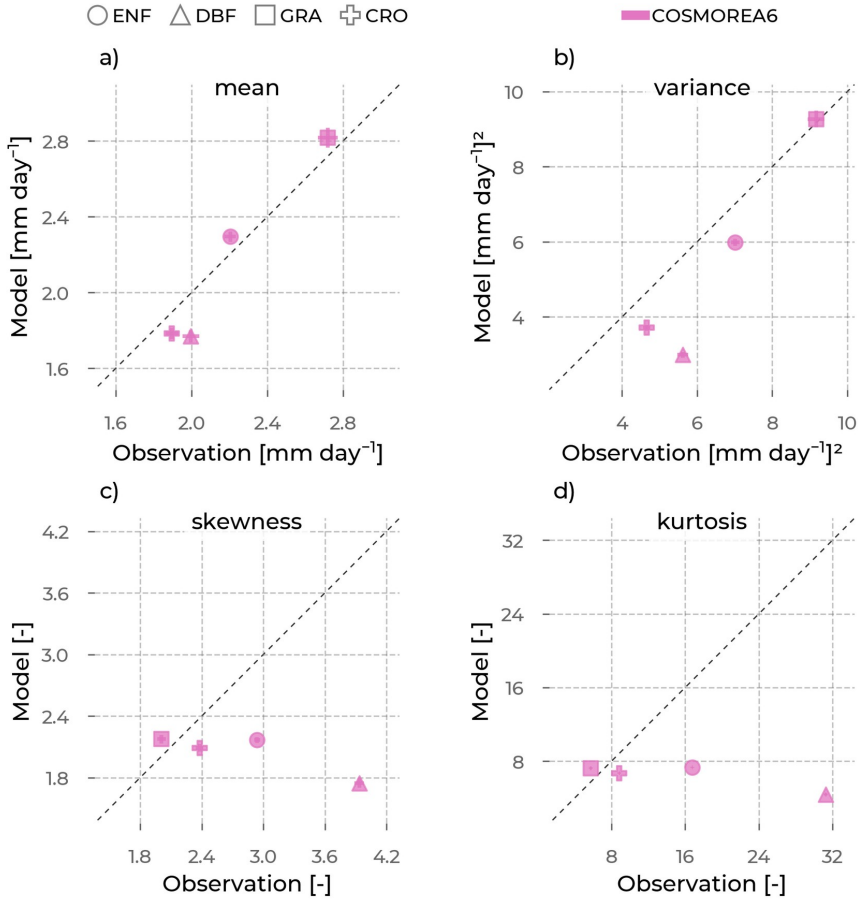 ENF DBF GRA CRO COSMOREA6
a)
mean
2.8
2.4
2.0
1.6
Model [mm day⁻¹]
1.6 2.0 2.4 2.8
Observation [mm day⁻¹]
b)
variance
10
8
6
4
Model [mm day⁻¹]²
4 6 8 10
Observation [mm day⁻¹]²
c)
skewness
4.2
3.6
3.0
2.4
1.8
Model [-]
1.8 2.4 3.0 3.6 4.2
Observation [-]
d)
kurtosis
32
24
16
8
Model [-]
8 16 24 32
Observation [-]